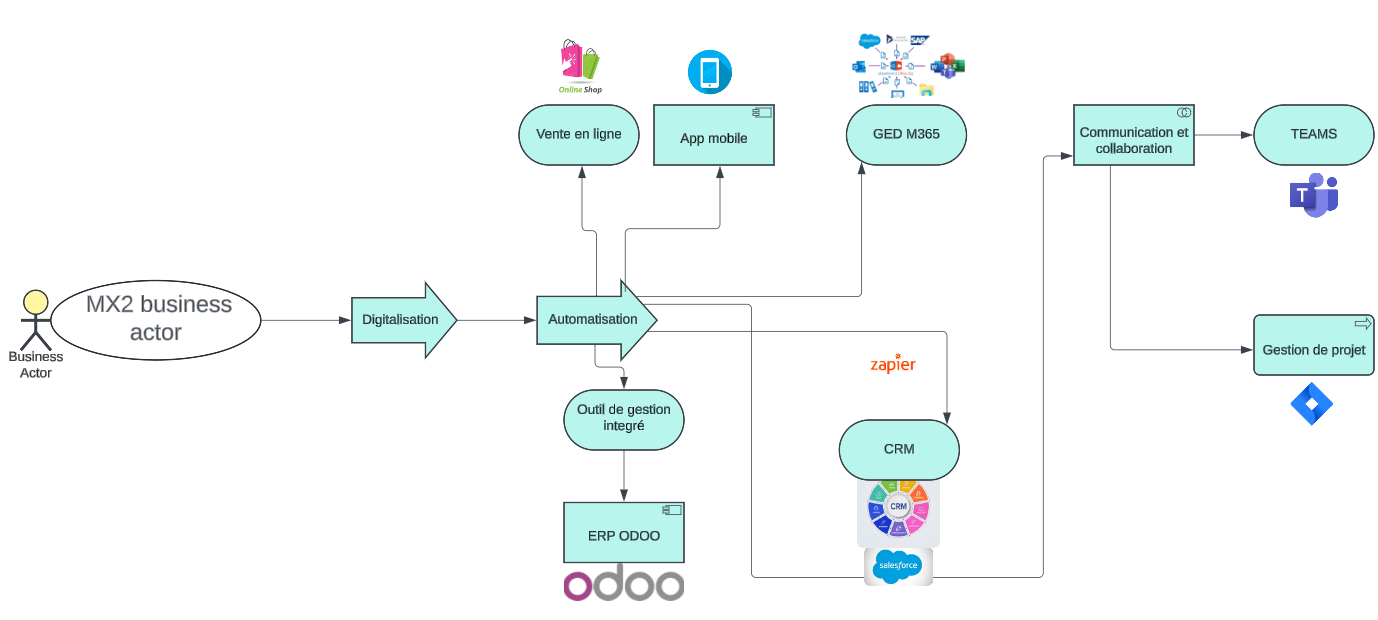 salesforce
SAP
Online Shop
Vente en ligne
App mobile
GED M365
Communication et
collaboration
TEAMS
T
MX2 business
actor
Business
Actor
Digitalisation
Automatisation
zapier
Gestion de projet
Outil de gestion
integré
CRM
CRM
ERP ODOO
odoo
salesforce